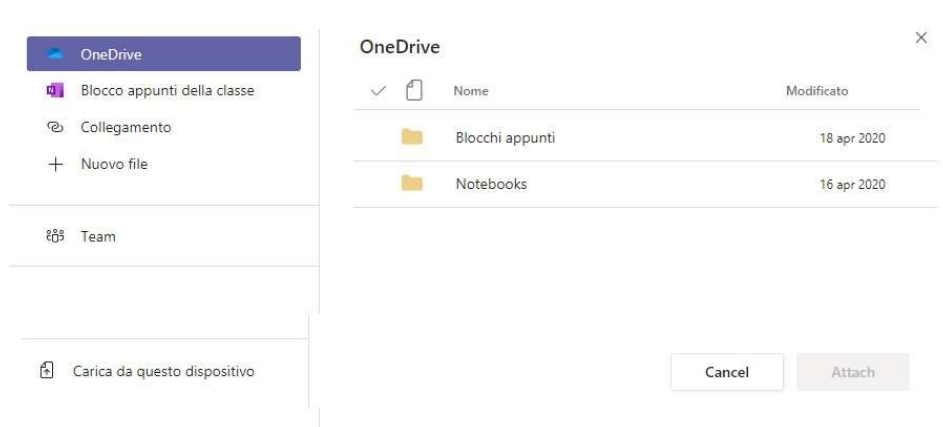 OneDrive
Blocco appunti della classe
Collegamento
Nuovo file
Team
Carica da questo dispositivo
OneDrive
Nome Modificato
Blocchi appunti 18 apr 2020
Notebooks 16 apr 2020
Cancel Attach